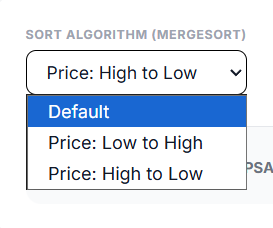 SORT ALGORITHM (MERGESORT)
Price: High to Low
Default
Price: Low to High
Price: High to Low